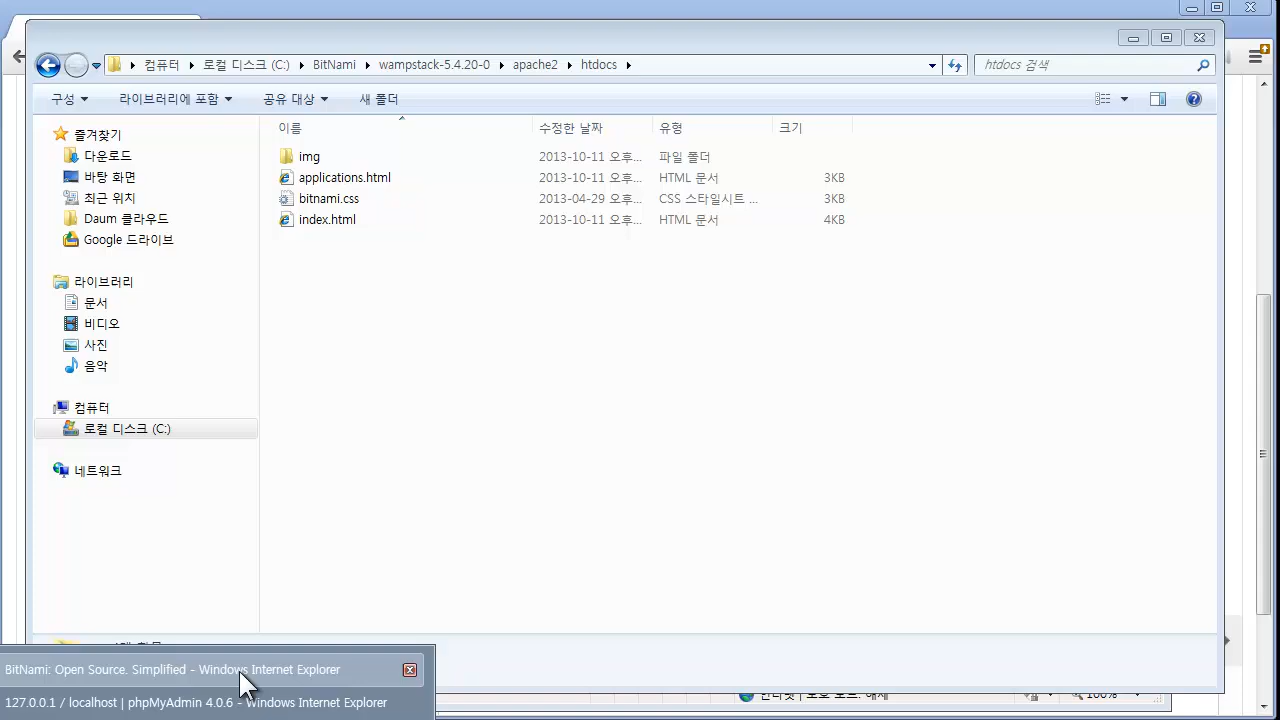 컴퓨터 로컬 디스크 (C:) BitNami wampstack-5.4.20-0 apache2 htdocs htdocs 검색
구성 라이브러리에 포함 공유 대상 새 폴더
이름 수정한 날짜 유형 크기
즐겨찾기
다운로드
바탕 화면
최근 위치
Daum 클라우드
Google 드라이브
라이브러리
문서
비디오
사진
음악
컴퓨터
로컬 디스크 (C:)
네트워크
img 2013-10-11 오후... 파일 폴더
applications.html 2013-10-11 오후... HTML 문서 3KB
bitnami.css 2013-04-29 오후... CSS 스타일시트 ... 3KB
index.html 2013-10-11 오후... HTML 문서 4KB
BitNami: Open Source. Simplified - Windows Internet Explorer
127.0.0.1 / localhost | phpMyAdmin 4.0.6 - Windows Internet Explorer
100%